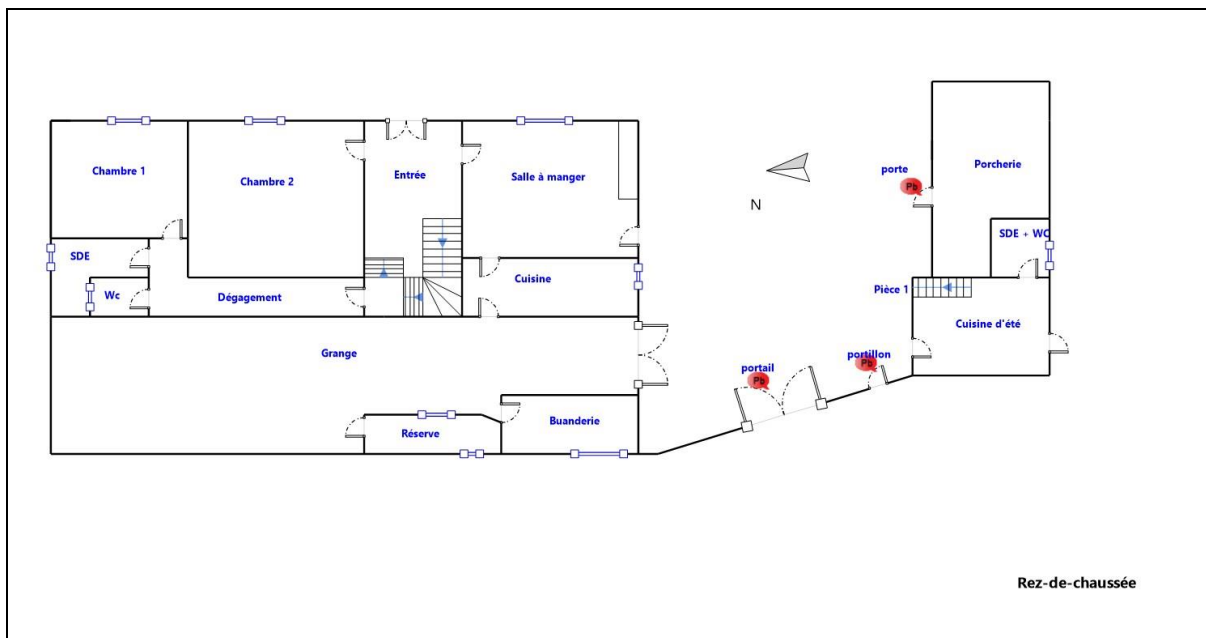 Chambre 1
Chambre 2
Entrée
Salle à manger
porte
Pb
Porcherie
N
SDE
SDE + WC
Wc
Dégagement
Cuisine
Pièce 1
Cuisine d'été
Grange
portail
Pb
portillon
Pb
Réserve
Buanderie
Rez-de-chaussée